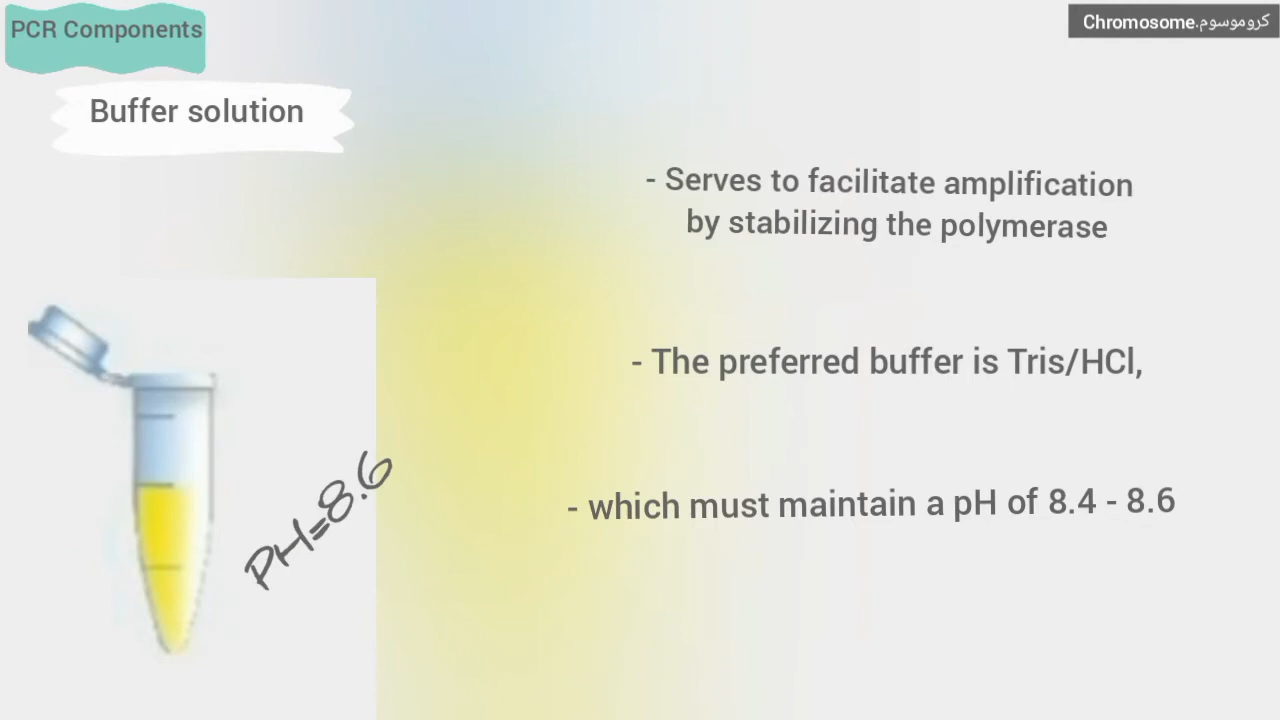 PCR Components
Chromosome.كروموسوم
Buffer solution
- Serves to facilitate amplification
by stabilizing the polymerase
- The preferred buffer is Tris/HCl,
- which must maintain a pH of 8.4 - 8.6
PH=8.6